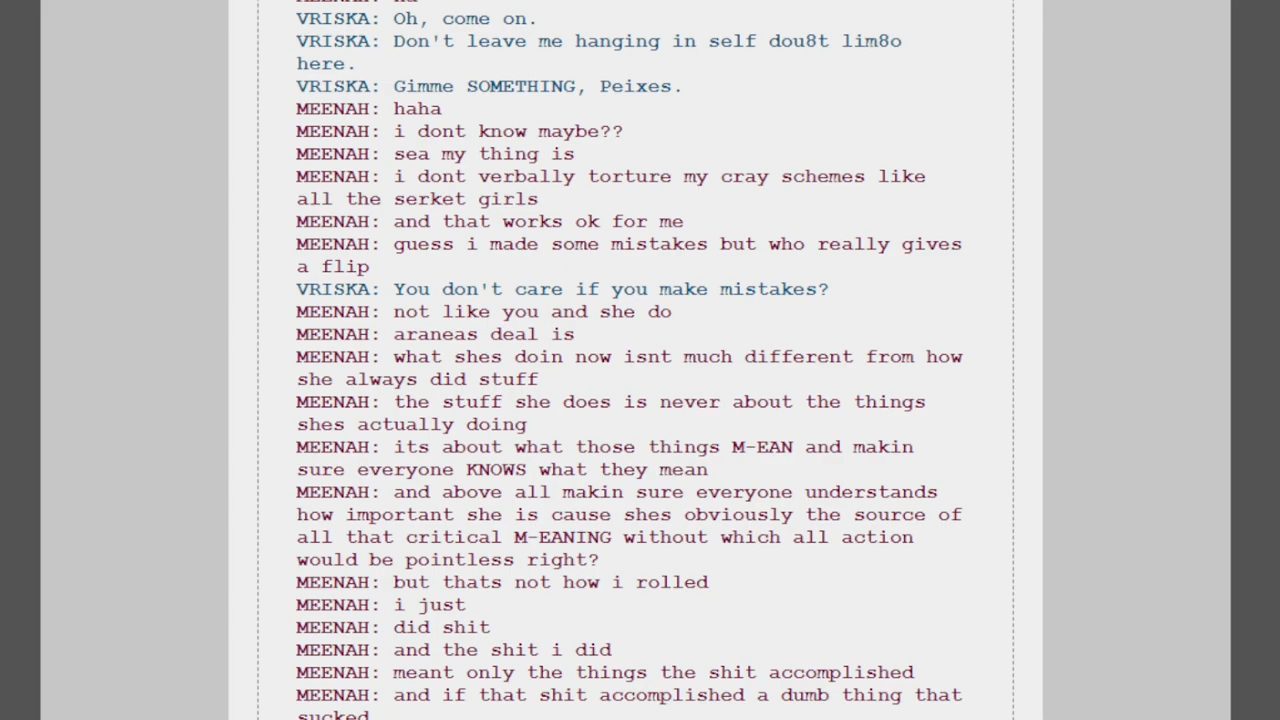 VRISKA: Oh, come on.
VRISKA: Don't leave me hanging in self dou8t lim8o
here.
VRISKA: Gimme SOMETHING, Peixes.
MEENAH: haha
MEENAH: i dont know maybe??
MEENAH: sea my thing is
MEENAH: i dont verbally torture my cray schemes like
all the serket girls
MEENAH: and that works ok for me
MEENAH: guess i made some mistakes but who really gives
a flip
VRISKA: You don't care if you make mistakes?
MEENAH: not like you and she do
MEENAH: araneas deal is
MEENAH: what shes doin now isnt much different from how
she always did stuff
MEENAH: the stuff she does is never about the things
shes actually doing
MEENAH: its about what those things M-EAN and makin
sure everyone KNOWS what they mean
MEENAH: and above all makin sure everyone understands
how important she is cause shes obviously the source of
all that critical M-EANING without which all action
would be pointless right?
MEENAH: but thats not how i rolled
MEENAH: i just
MEENAH: did shit
MEENAH: and the shit i did
MEENAH: meant only the things the shit accomplished
MEENAH: and if that shit accomplished a dumb thing that
sucked